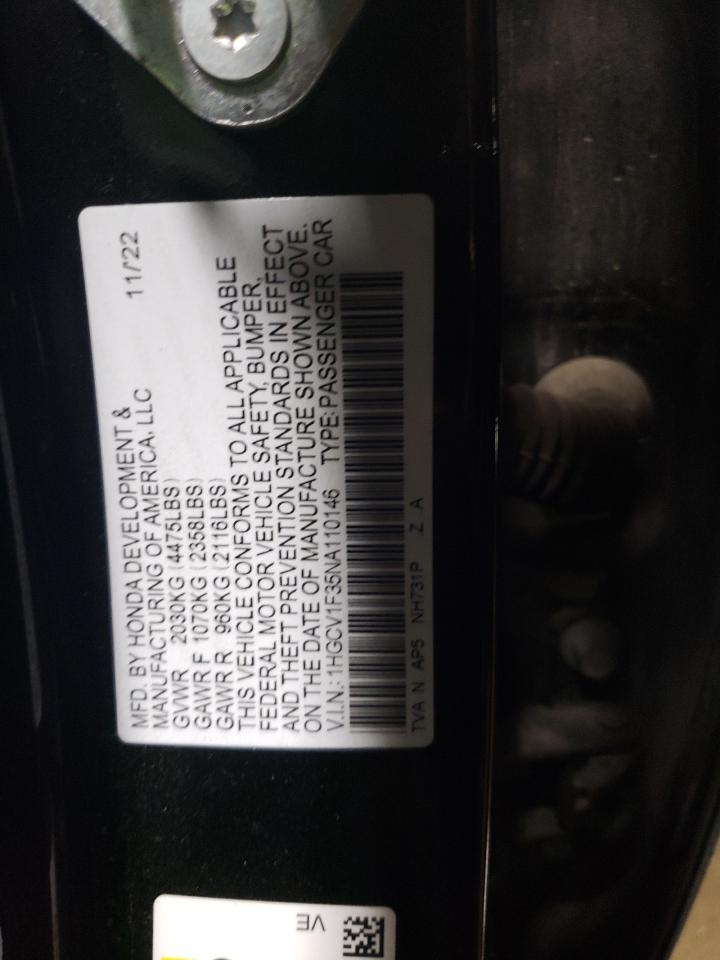 11/22
MFD. BY HONDA DEVELOPMENT &
MANUFACTURING OF AMERICA, LLC
GVWR 2030KG (4475LBS)
GAWR F 1070KG (2358LBS)
GAWR R 960KG (2116LBS)
THIS VEHICLE CONFORMS TO ALL APPLICABLE
FEDERAL MOTOR VEHICLE SAFETY, BUMPER,
AND THEFT PREVENTION STANDARDS IN EFFECT
ON THE DATE OF MANUFACTURE SHOWN ABOVE.
V.I.N.: 1HGCV1F35NA110146 TYPE: PASSENGER CAR
TVA N AP5 NH731P Z A
VE